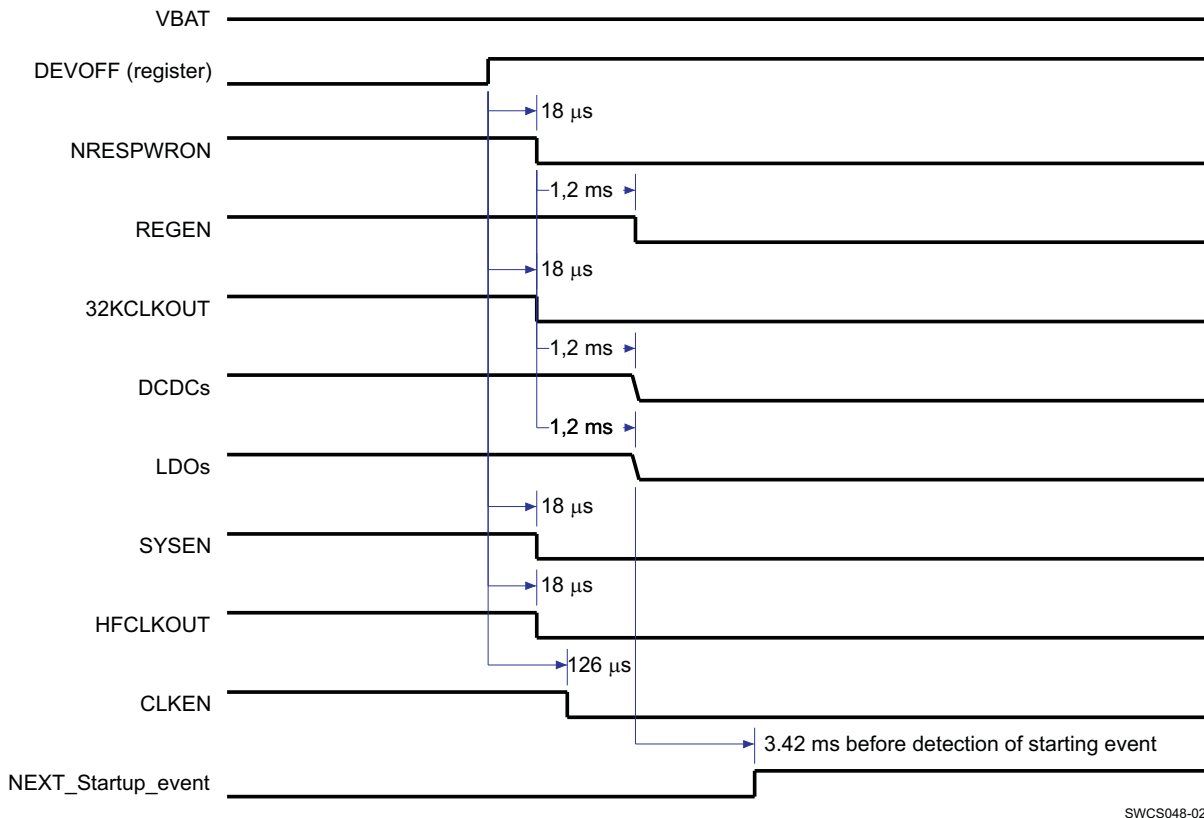 VBAT
DEVOFF (register)
18 μs
NRESPWRON
1,2 ms
REGEN
18 μs
32KCLKOUT
1,2 ms
DCDCs
1,2 ms
LDOs
18 μs
SYSEN
18 μs
HFCLKOUT
126 μs
CLKEN
3.42 ms before detection of starting event
NEXT_Startup_event
SWCS048-02